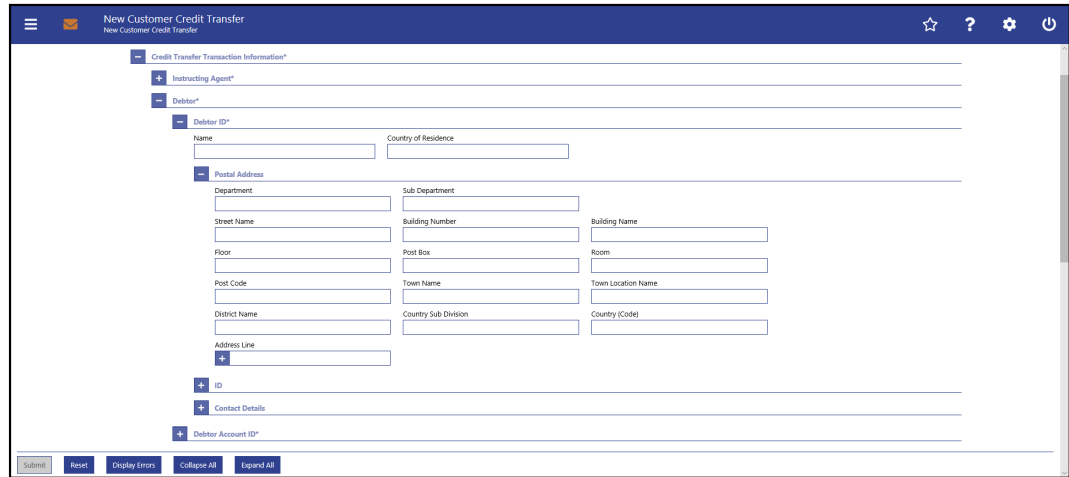 New Customer Credit Transfer
New Customer Credit Transfer
?
Credit Transfer Transaction Information*
Instructing Agent*
Debtor*
Debtor ID*
Name Country of Residence
Postal Address
Department Sub Department
Street Name Building Number Building Name
Floor Post Box Room
Post Code Town Name Town Location Name
District Name Country Sub Division Country (Code)
Address Line
ID
Contact Details
Debtor Account ID*
Submit Reset Display Errors Collapse All Expand All